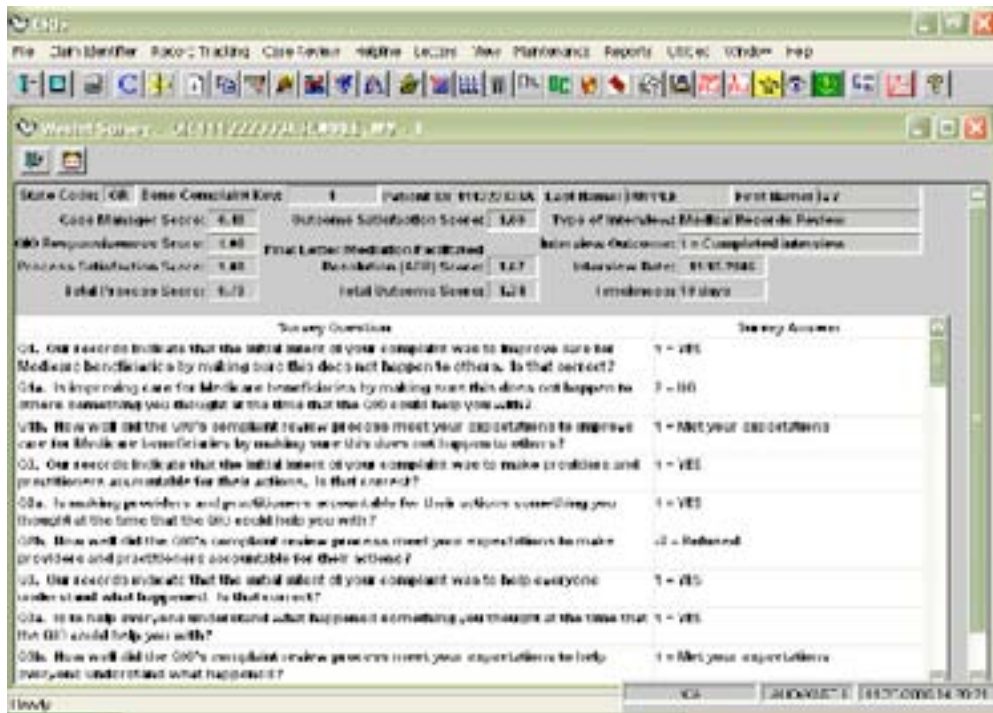 File Claim Identifier Record Tracking Case Review Helpline Letters View Maintenance Reports Utilities Window Help
State Code: OR Bene Complaint Key: 1 Patient ID: Last Name: First Name:
Case Manager Score: Outcome Satisfaction Score: Type of Interview: Medical Records Review
QIO Responsiveness Score: Final Letter/Mediation Facilitated Interview Outcome: 1 = Completed interview
Process Satisfaction Score: Resolution (AFR) Score: Interview Date:
Total Process Score: Total Outcome Score: Timeliness: days
Survey Question Survey Answer
Q1. Our records indicate that the initial intent of your complaint was to improve care for 1 = YES
Medicare beneficiaries by making sure this does not happen to others. Is that correct?
Q1a. Is improving care for Medicare beneficiaries by making sure this does not happen to 2 = NO
others something you thought at the time that the QIO could help you with?
Q1b. How well did the QIO's complaint review process meet your expectations to improve 1 = Met your expectations
care for Medicare beneficiaries by making sure this does not happen to others?
Q2. Our records indicate that the initial intent of your complaint was to make providers and 1 = YES
practitioners accountable for their actions. Is that correct?
Q2a. Is making providers and practitioners accountable for their actions something you 1 = YES
thought at the time that the QIO could help you with?
Q2b. How well did the QIO's complaint review process meet your expectations to make = Refused
providers and practitioners accountable for their actions?
Q3. Our records indicate that the initial intent of your complaint was to help everyone 1 = YES
understand what happened. Is that correct?
Q3a. Is to help everyone understand what happened something you thought at the time that 1 = YES
the QIO could help you with?
Q3b. How well did the QIO's complaint review process meet your expectations to help 1 = Met your expectations
everyone understand what happened?
Ready